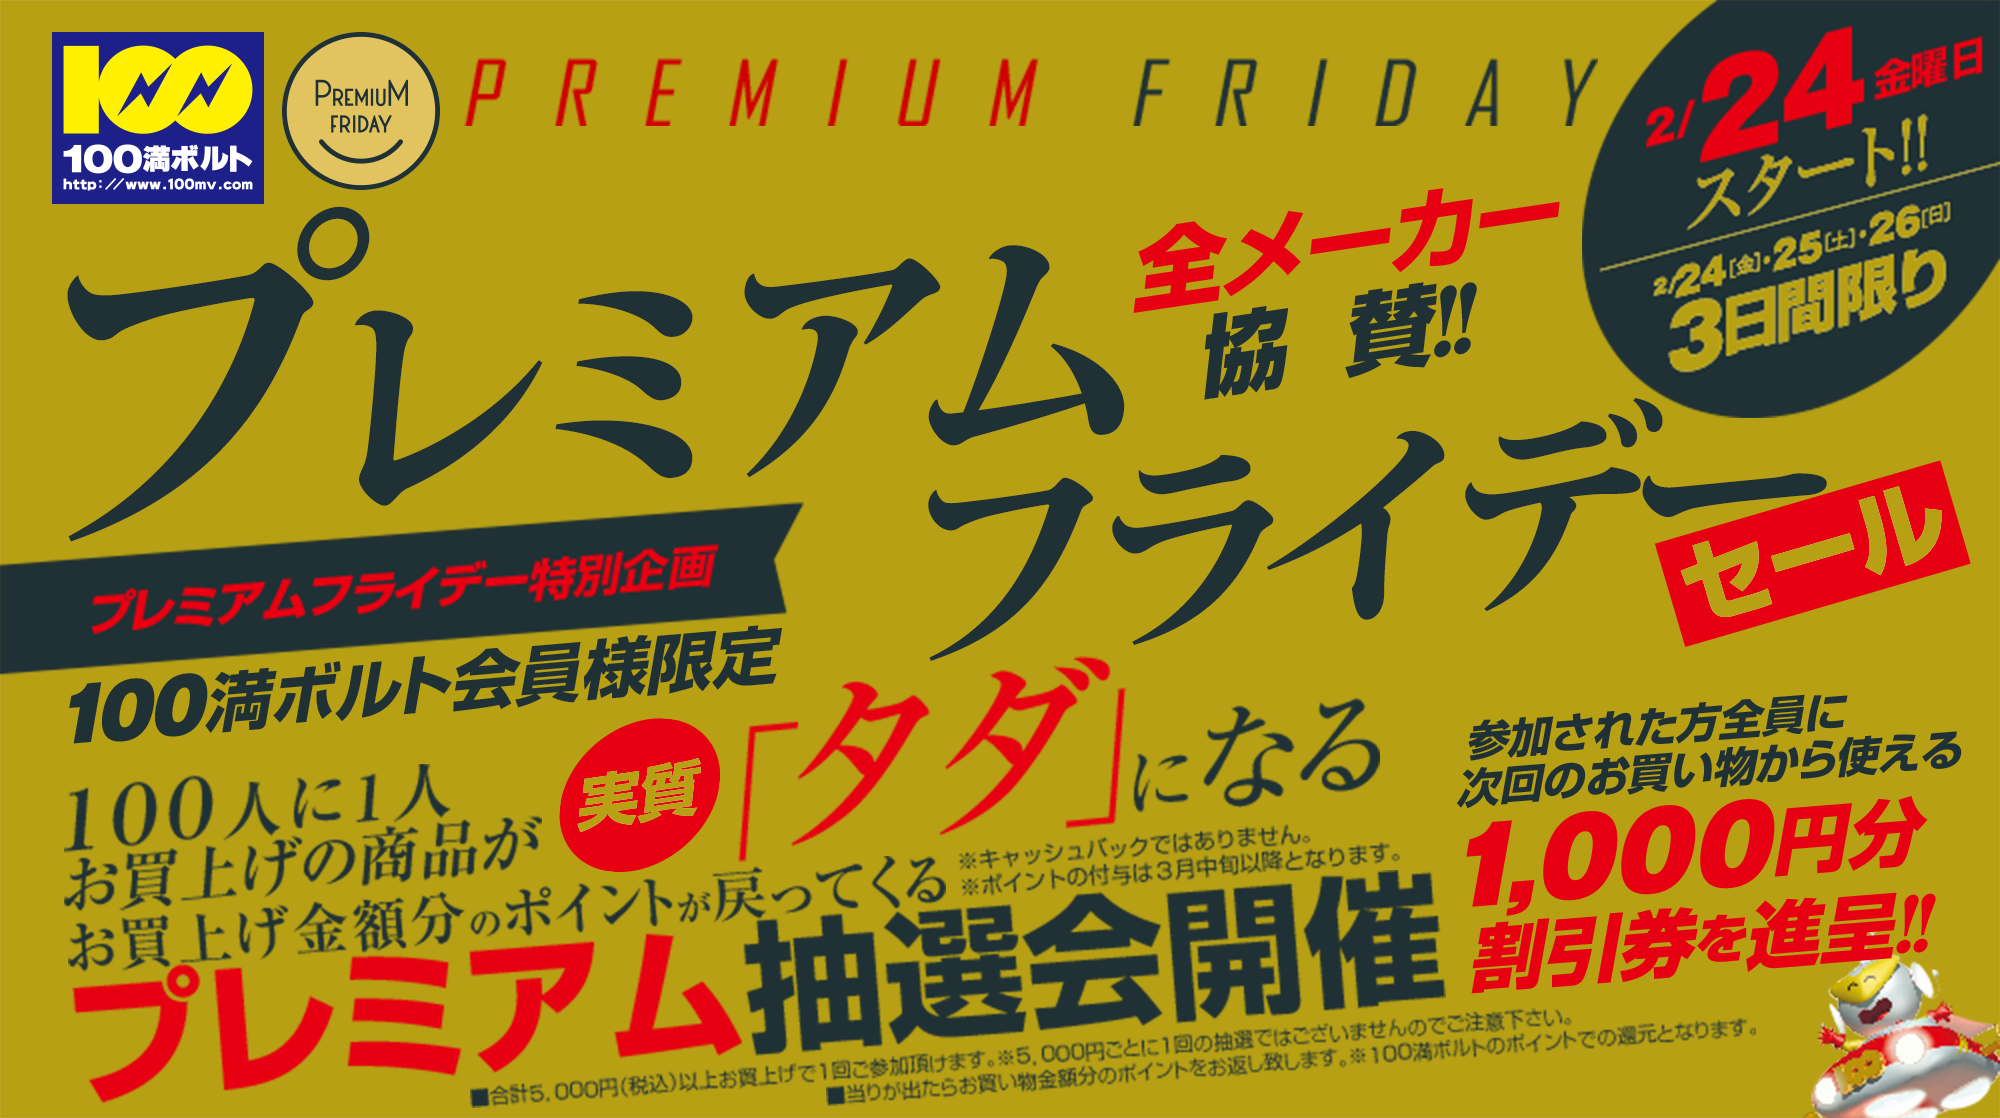 100
100満ボルト
http://www.100mv.com
PREMIUM
FRIDAY
PREMIUM FRIDAY
2/24金曜日
スタート!!
2/24[金]・25[土]・26[日]
3日間限り
全メーカー
協賛!!
プレミアム
フライデー
セール
プレミアムフライデー特別企画
100満ボルト会員様限定
100人に1人
お買上げの商品が
実質「タダ」になる
お買上げ金額分のポイントが戻ってくる
※キャッシュバックではありません。
※ポイントの付与は3月中旬以降となります。
プレミアム抽選会開催
参加された方全員に
次回のお買い物から使える
1,000円分
割引券を進呈!!
■合計5,000円(税込)以上お買上げで1回ご参加頂けます。※5,000円ごとに1回の抽選ではございませんのでご注意下さい。
■当りが出たらお買い物金額分のポイントをお返し致します。※100満ボルトのポイントでの還元となります。
100